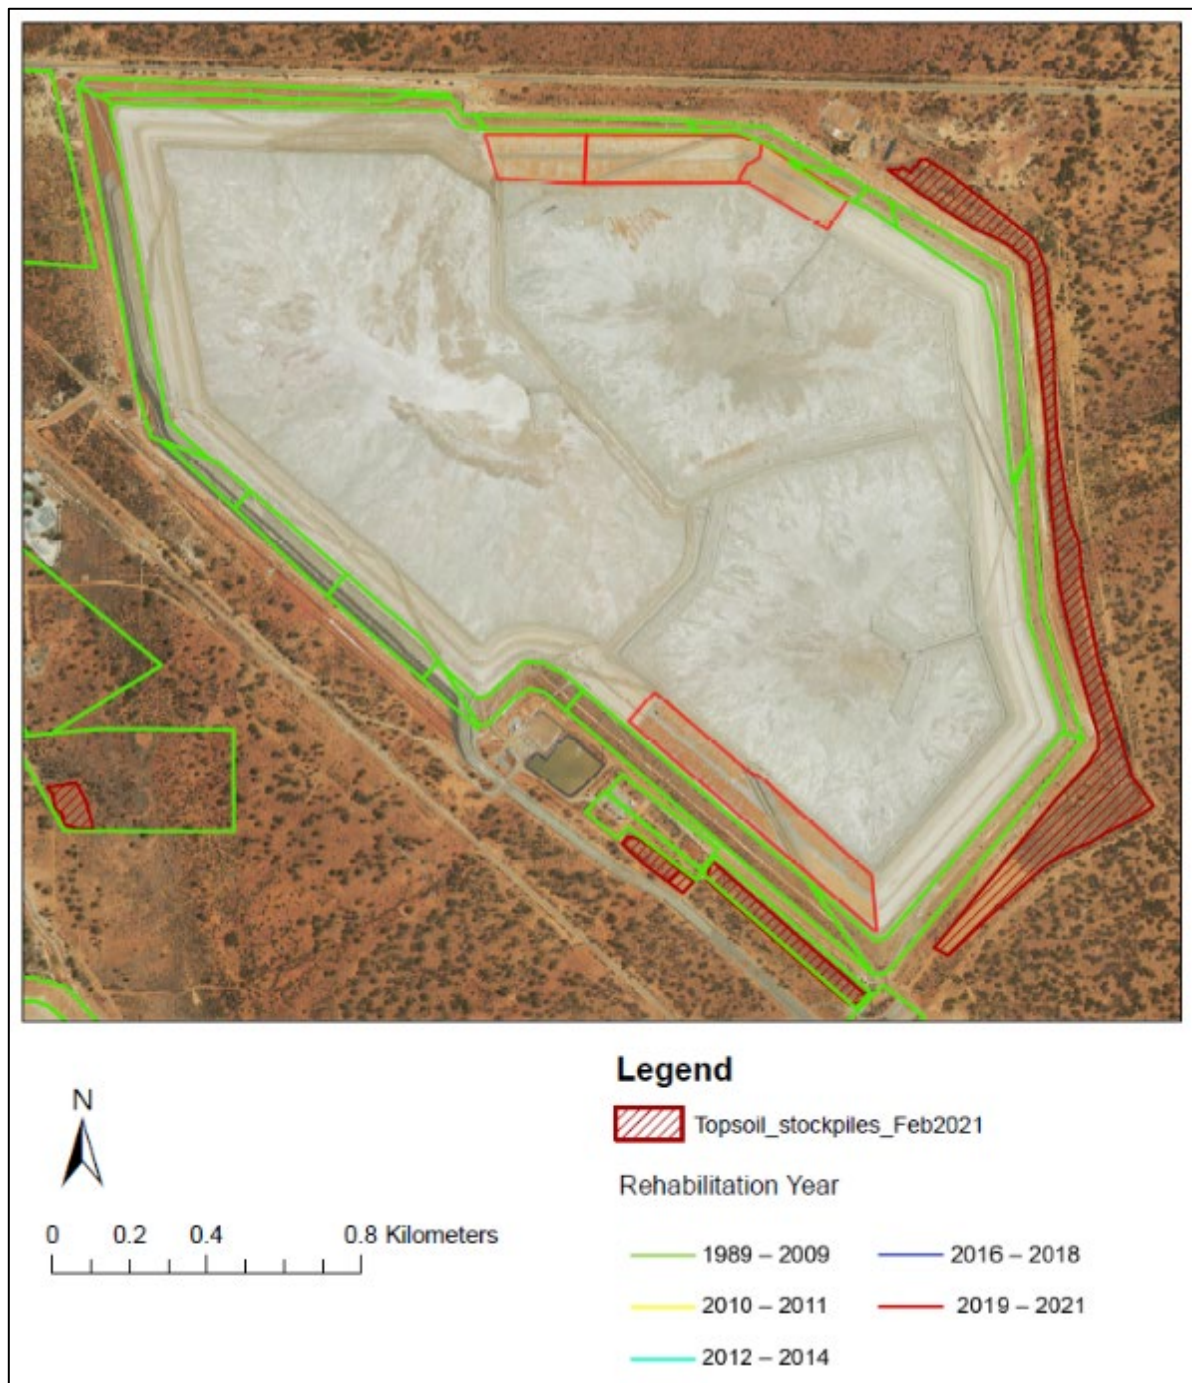 Legend
N
Topsoil_stockpiles_Feb2021
Rehabilitation Year
0 0.2 0.4 0.8 Kilometers
1989 – 2009 2016 – 2018
2010 – 2011 2019 – 2021
2012 – 2014